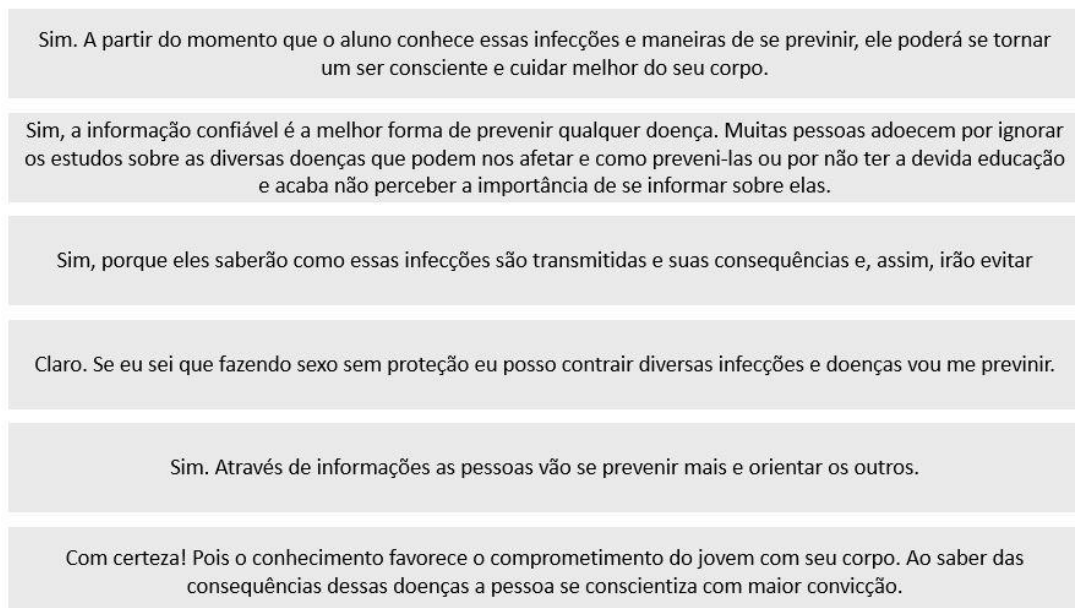 Sim. A partir do momento que o aluno conhece essas infecções e maneiras de se previnir, ele poderá se tornar
um ser consciente e cuidar melhor do seu corpo.
Sim, a informação confiável é a melhor forma de prevenir qualquer doença. Muitas pessoas adoecem por ignorar
os estudos sobre as diversas doenças que podem nos afetar e como preveni-las ou por não ter a devida educação
e acaba não perceber a importância de se informar sobre elas.
Sim, porque eles saberão como essas infecções são transmitidas e suas consequências e, assim, irão evitar
Claro. Se eu sei que fazendo sexo sem proteção eu posso contrair diversas infecções e doenças vou me previnir.
Sim. Através de informações as pessoas vão se prevenir mais e orientar os outros.
Com certeza! Pois o conhecimento favorece o comprometimento do jovem com seu corpo. Ao saber das
consequências dessas doenças a pessoa se conscientiza com maior convicção.